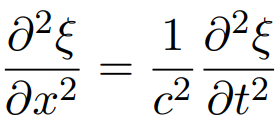 ∂²ξ/∂x² = 1/c² ∂²ξ/∂t²